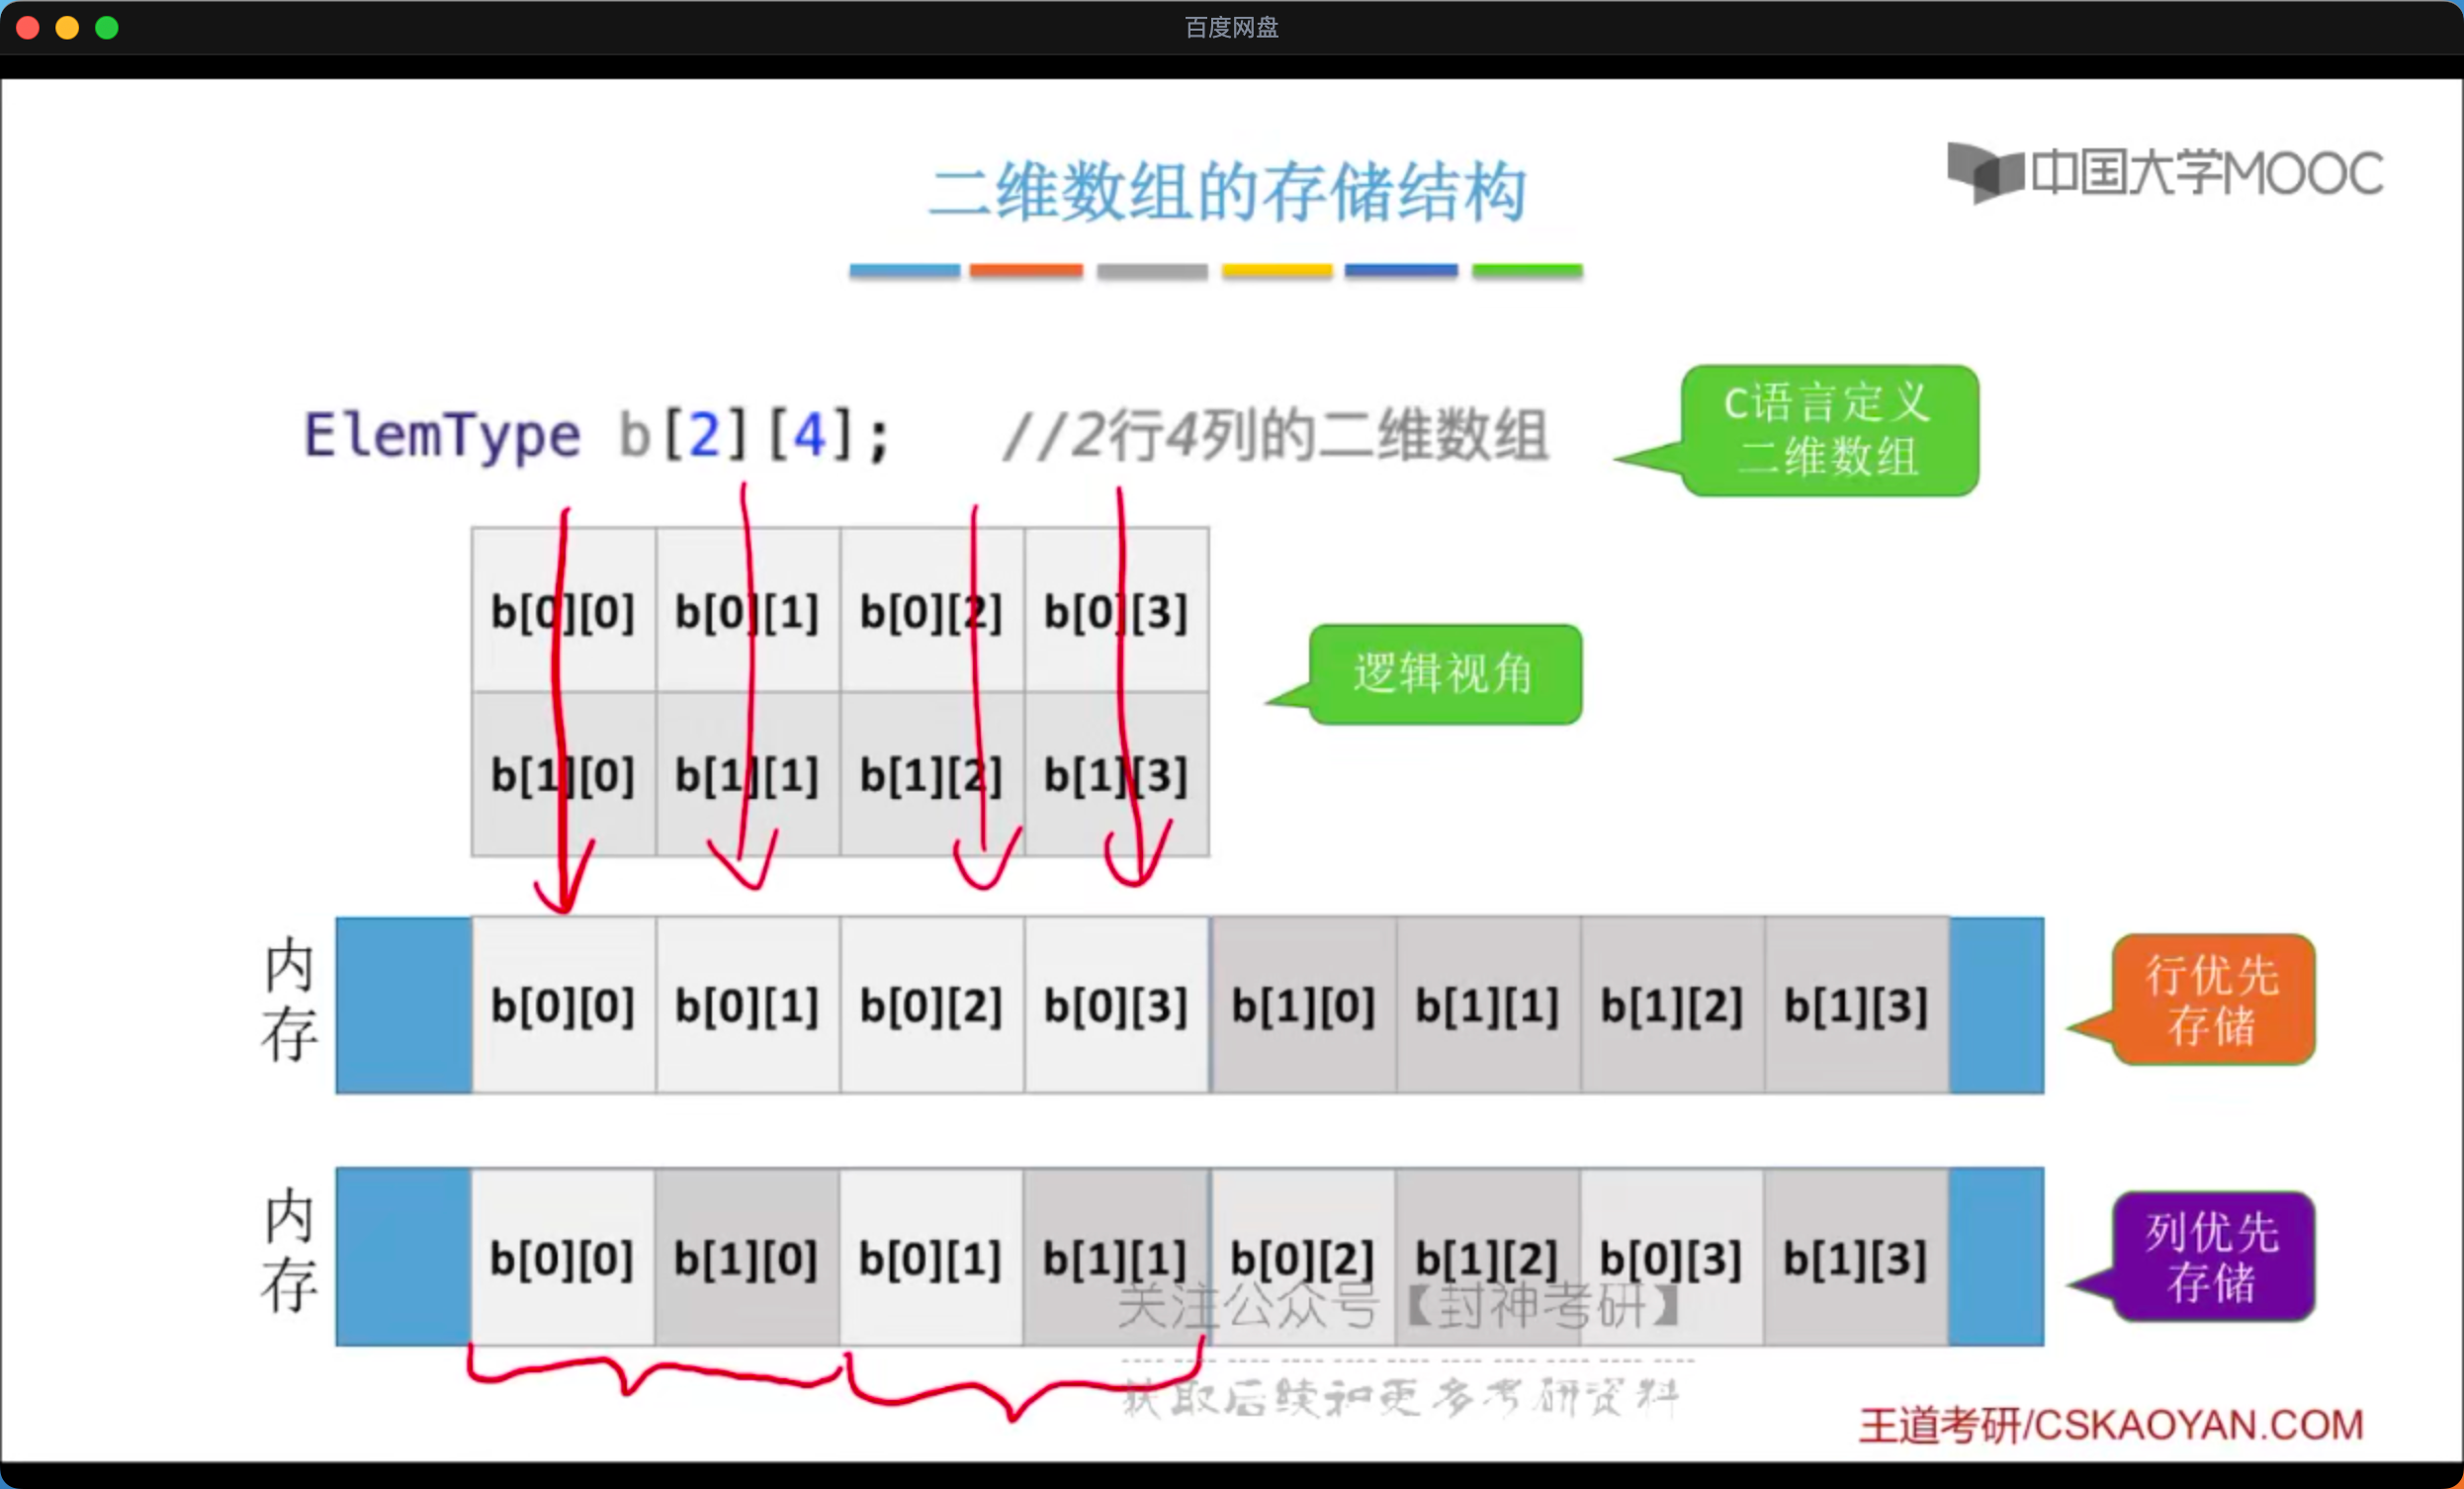 百度网盘
二维数组的存储结构
中国大学MOOC
ElemType b[2][4]; //2行4列的二维数组
C语言定义
二维数组
b[0][0] b[0][1] b[0][2] b[0][3]
逻辑视角
b[1][0] b[1][1] b[1][2] b[1][3]
内存
b[0][0] b[0][1] b[0][2] b[0][3] b[1][0] b[1][1] b[1][2] b[1][3]
行优先
存储
内存
b[0][0] b[1][0] b[0][1] b[1][1] b[0][2] b[1][2] b[0][3] b[1][3]
列优先
存储
关注公众号【封神考研】
获取后续和更多考研资料
王道考研/CSKAOYAN.COM